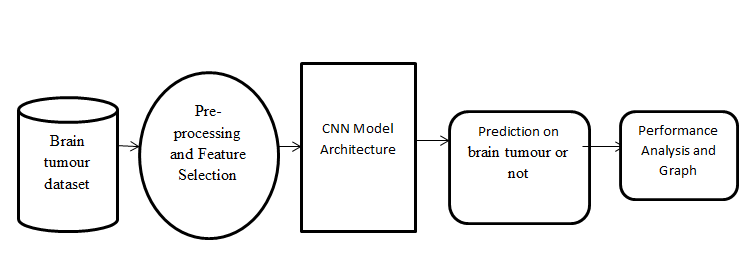 Brain
tumour
dataset
Pre-
processing
and Feature
Selection
CNN Model
Architecture
Prediction on
brain tumour or
not
Performance
Analysis and
Graph